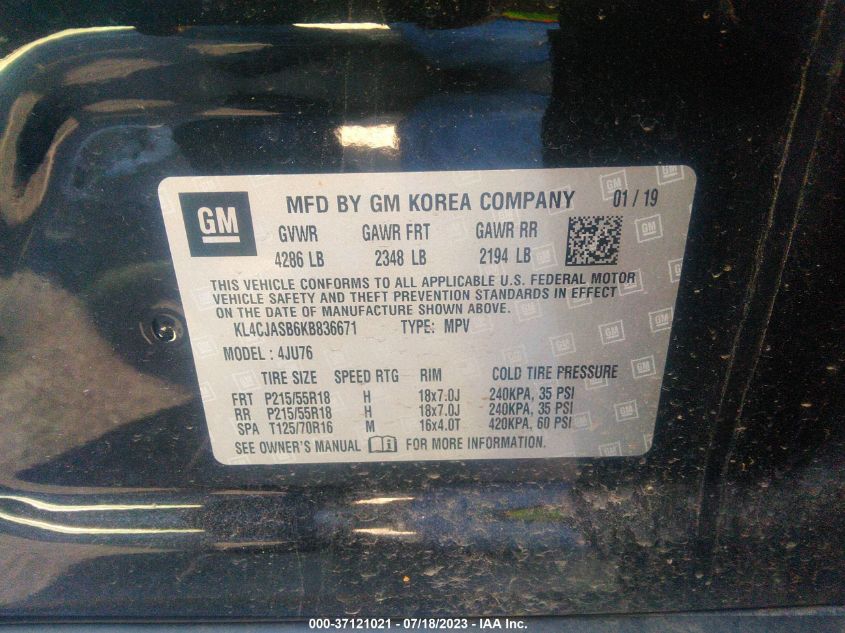 GM
MFD BY GM KOREA COMPANY 01 / 19
GVWR GAWR FRT GAWR RR
4286 LB 2348 LB 2194 LB
THIS VEHICLE CONFORMS TO ALL APPLICABLE U.S. FEDERAL MOTOR
VEHICLE SAFETY AND THEFT PREVENTION STANDARDS IN EFFECT
ON THE DATE OF MANUFACTURE SHOWN ABOVE.
KL4CJASB6KB836671 TYPE: MPV
MODEL : 4JU76
TIRE SIZE SPEED RTG RIM COLD TIRE PRESSURE
FRT P215/55R18 H 18x7.0J 240KPA, 35 PSI
RR P215/55R18 H 18x7.0J 240KPA, 35 PSI
SPA T125/70R16 M 16x4.0T 420KPA, 60 PSI
SEE OWNER'S MANUAL FOR MORE INFORMATION.
000-37121021 - 07/18/2023 - IAA Inc.